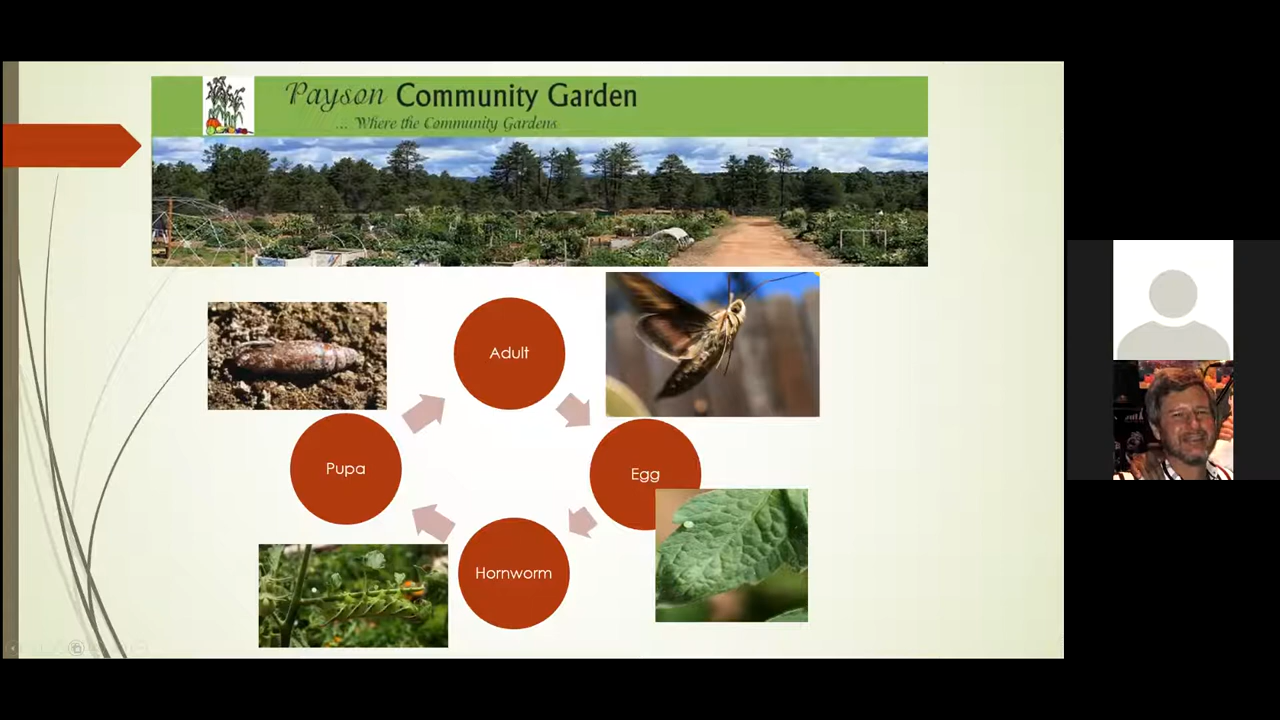 Payson Community Garden
... Where the Community Gardens
Adult
Egg
Hornworm
Pupa